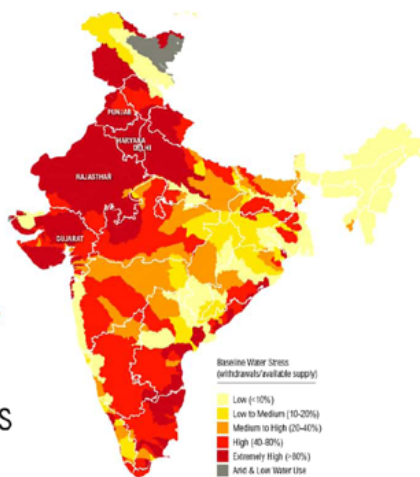 PUNJAB
HARYANA
DELHI
RAJASTHAR
GUJARAT
S
Baseline Water Stress
(withdrawals/available supply)
Low (<10%)
Low to Medium (10-20%)
Medium to High (20-40%)
High (40-80%)
Extremely High (>80%)
Arid & Low Water Use